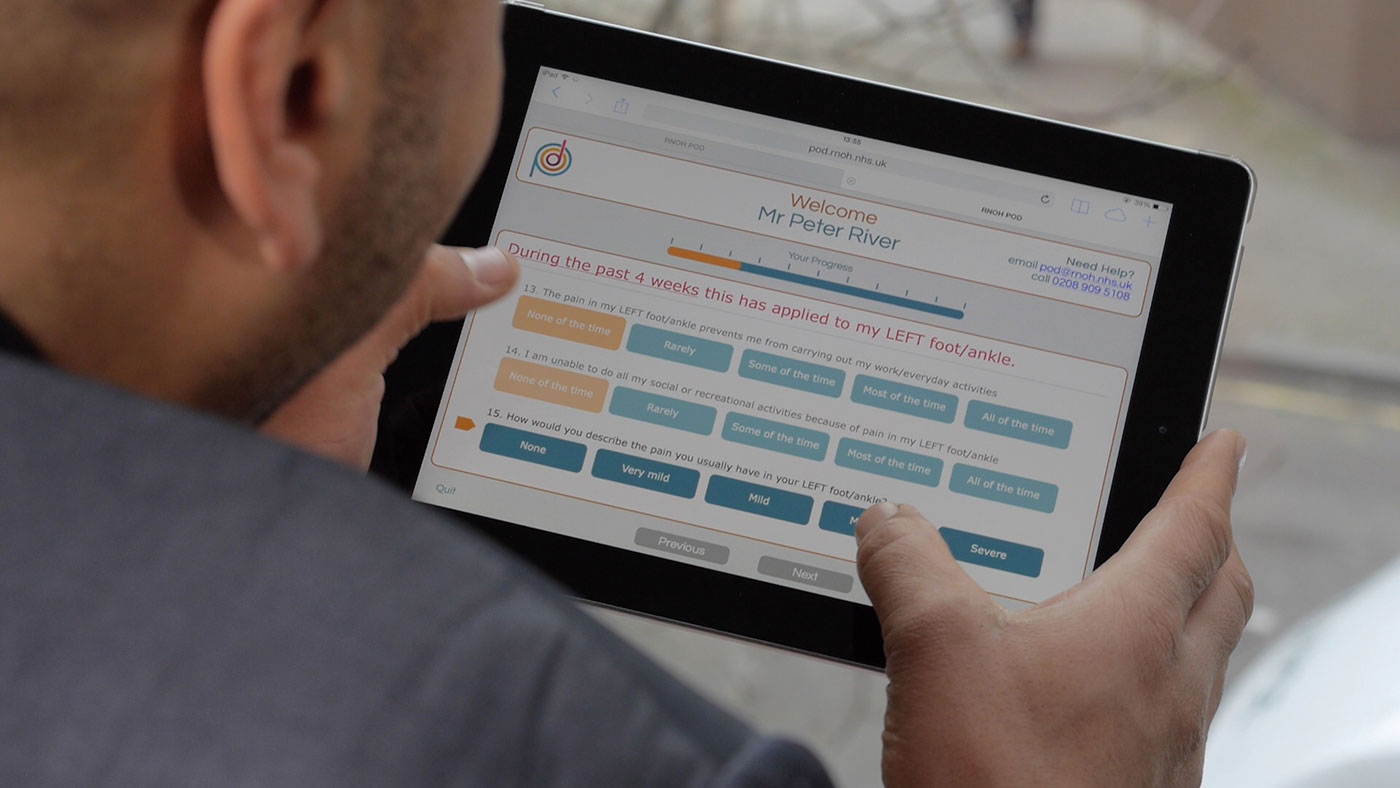 iPad
13:55
39%
pod.rnoh.nhs.uk
RNOH POD
RNOH POD
pd
Welcome
Mr Peter River
Your Progress
Need Help?
email pod@rnoh.nhs.uk
call 0208 909 5108
During the past 4 weeks this has applied to my LEFT foot/ankle.
13. The pain in my LEFT foot/ankle prevents me from carrying out my work/everyday activities
None of the time Rarely Some of the time Most of the time All of the time
14. I am unable to do all my social or recreational activities because of pain in my LEFT foot/ankle
None of the time Rarely Some of the time Most of the time All of the time
15. How would you describe the pain you usually have in your LEFT foot/ankle?
None Very mild Mild Severe
Quit
Previous Next